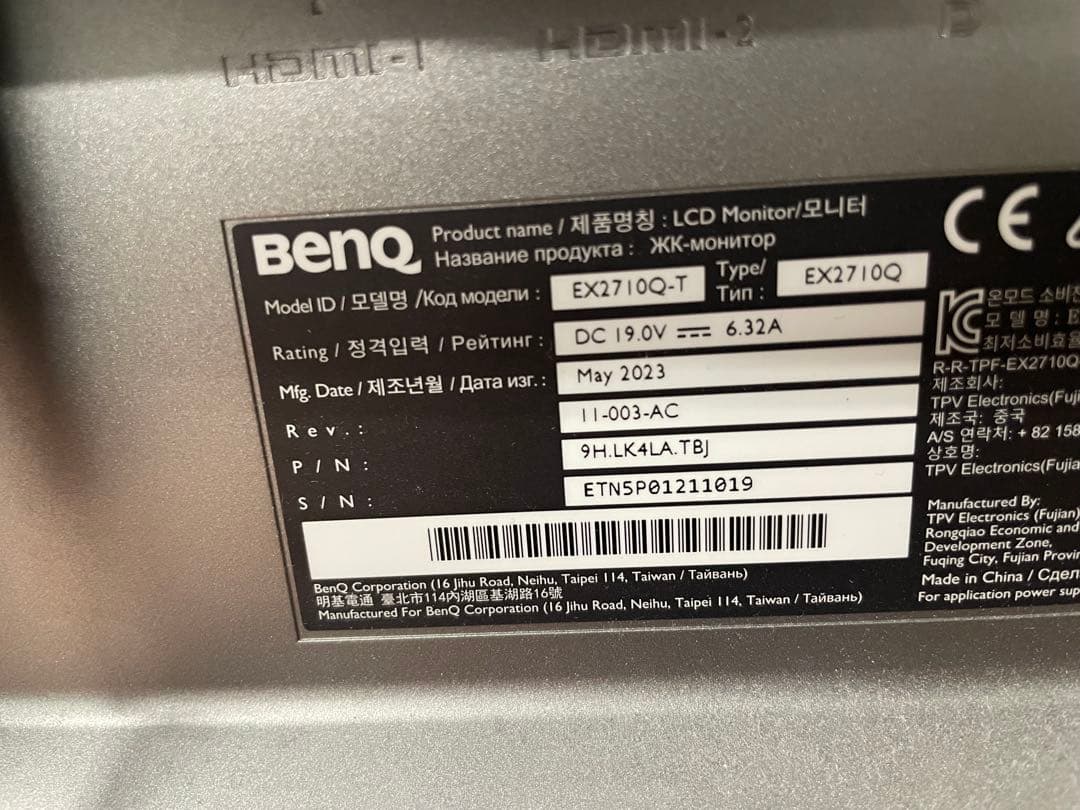 HDMI-1 HDMI-2 D
BenQ
Product name / 제품명칭 : LCD Monitor/모니터
Название продукта : ЖК-монитор
Model ID / 모델명 /Код модели : EX2710Q-T Type/ Тип : EX2710Q
Rating / 정격입력 / Рейтинг : DC 19.0V ⎓ 6.32A
Mfg. Date / 제조년월 / Дата изг. : May 2023
Rev. : 11-003-AC
P/N : 9H.LK4LA.TBJ
S/N : ETN5P01211019
BenQ Corporation (16 Jihu Road, Neihu, Taipei 114, Taiwan / Тайвань)
明基電通 臺北市114內湖區基湖路16號
Manufactured For BenQ Corporation (16 Jihu Road, Neihu, Taipei 114, Taiwan / Тайвань)
CE
KC
온모드 소비전
모 델 명 : E
최저소비효율
R-R-TPF-EX2710Q
제조회사:
TPV Electronics(Fuji
제조국: 중국
A/S 연락처: + 82 158
상호명:
TPV Electronics(Fujia
Manufactured By:
TPV Electronics (Fujian)
Rongqiao Economic and
Development Zone,
Fuqing City, Fujian Provin
Made in China / Сдел
For application power sup